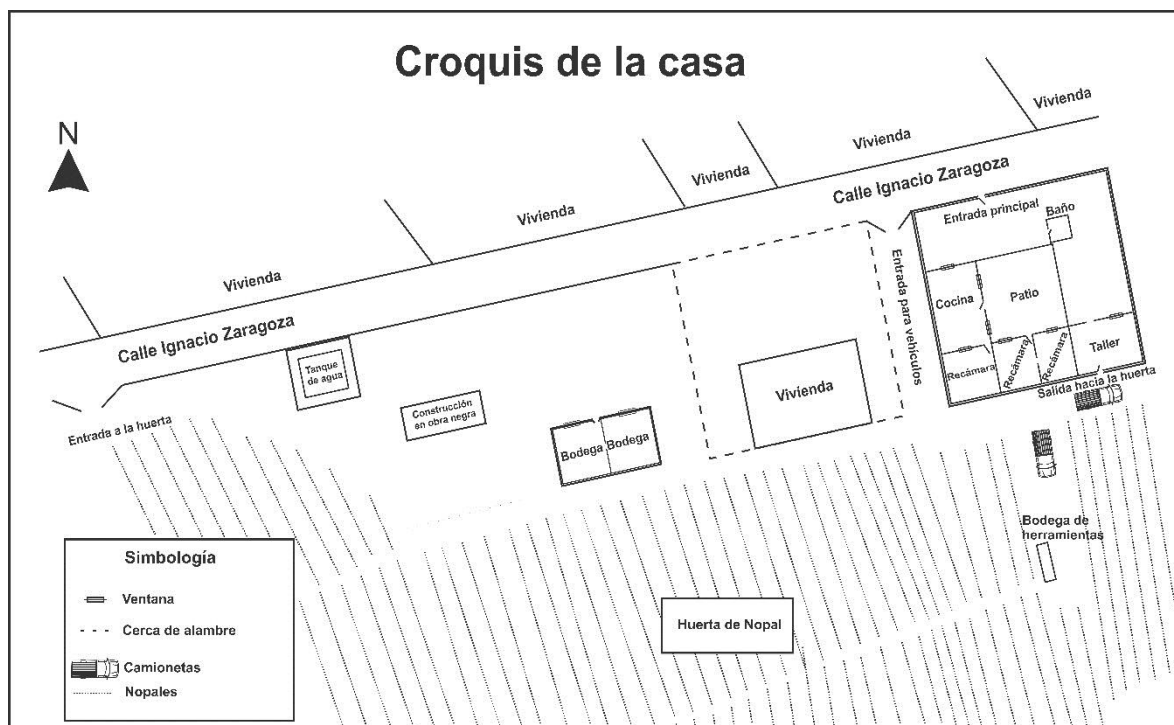 Croquis de la casa
N
Vivienda
Vivienda
Vivienda
Vivienda
Vivienda
Calle Ignacio Zaragoza
Calle Ignacio Zaragoza
Entrada principal
Baño
Entrada para vehículos
Cocina
Patio
Recámara
Recámara
Recámara
Taller
Salida hacia la huerta
Tanque
de agua
Construcción
en obra negra
Bodega
Bodega
Vivienda
Entrada a la huerta
Bodega de
herramientas
Huerta de Nopal
Simbología
Ventana
Cerca de alambre
Camionetas
Nopales